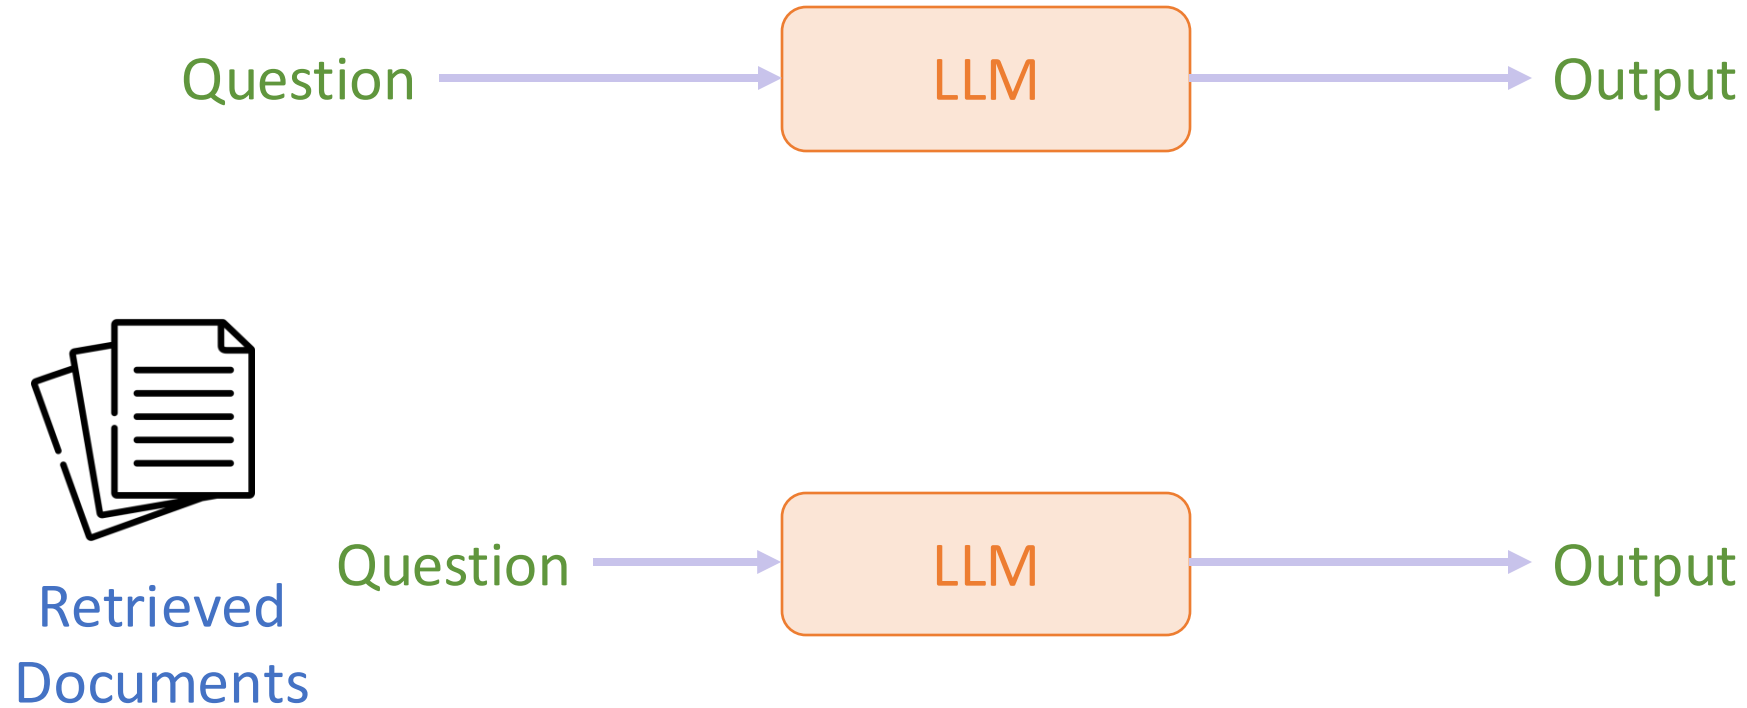 Question
LLM
Output
Question
LLM
Output
Retrieved
Documents